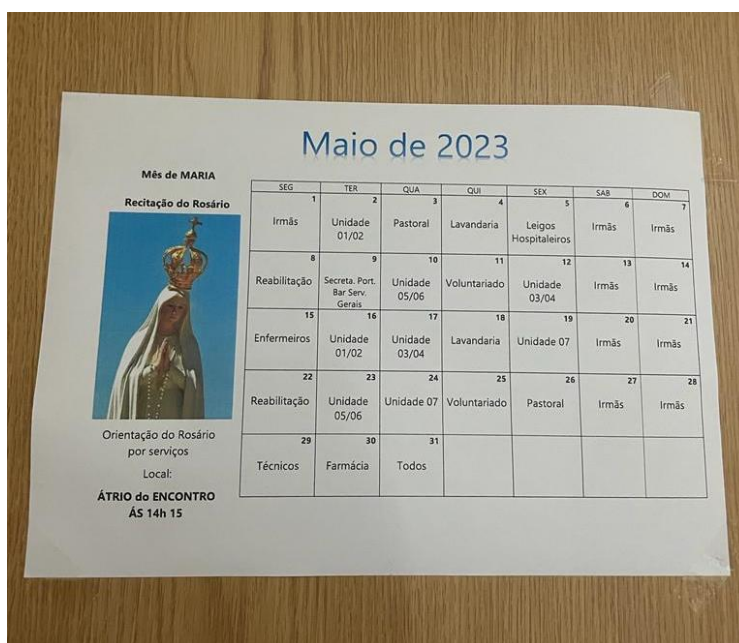 Maio de 2023
Mês de MARIA
Recitação do Rosário
Orientação do Rosário
por serviços
Local:
ÁTRIO do ENCONTRO
ÁS 14h 15
SEG TER QUA QUI SEX SAB DOM
1 2 3 4 5 6 7
Irmãs Unidade Pastoral Lavandaria Leigos Irmãs Irmãs
01/02 Hospitaleiros
8 9 10 11 12 13 14
Reabilitação Secreta. Port. Unidade Voluntariado Unidade Irmãs Irmãs
Bar Serv. 05/06 03/04
Gerais
15 16 17 18 19 20 21
Enfermeiros Unidade Unidade Lavandaria Unidade 07 Irmãs Irmãs
01/02 03/04
22 23 24 25 26 27 28
Reabilitação Unidade Unidade 07 Voluntariado Pastoral Irmãs Irmãs
05/06
29 30 31
Técnicos Farmácia Todos